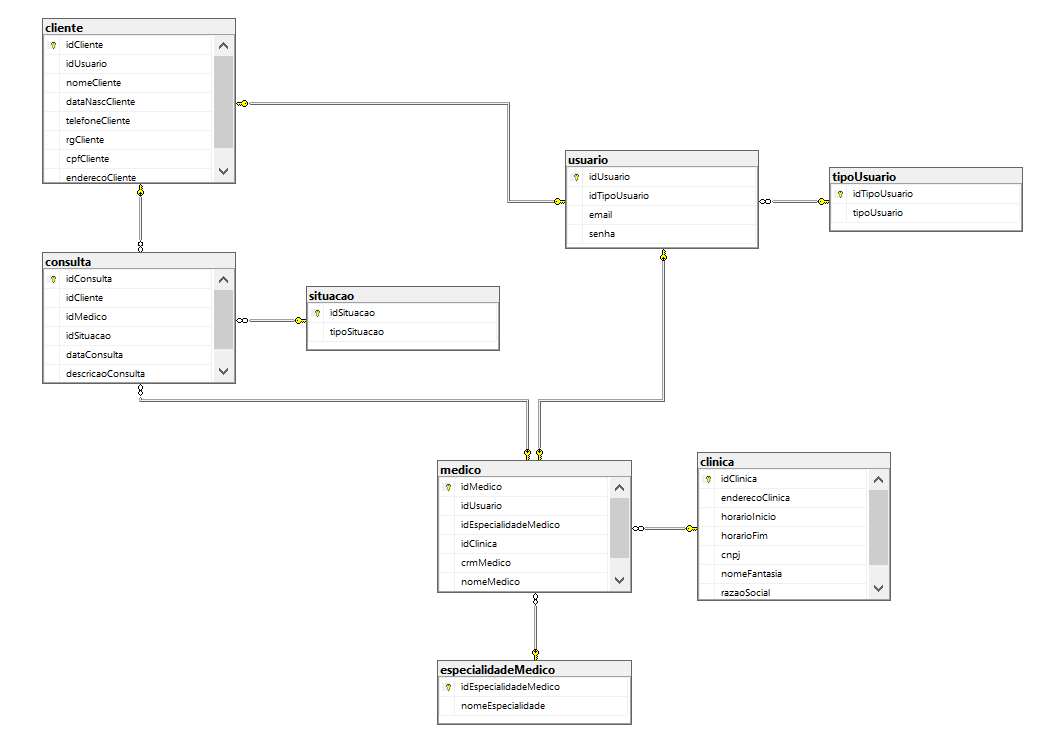 cliente
idCliente
idUsuario
nomeCliente
dataNascCliente
telefoneCliente
rgCliente
cpfCliente
enderecoCliente
usuario
idUsuario
idTipoUsuario
email
senha
tipoUsuario
idTipoUsuario
tipoUsuario
consulta
idConsulta
idCliente
idMedico
idSituacao
dataConsulta
descricaoConsulta
situacao
idSituacao
tipoSituacao
medico
idMedico
idUsuario
idEspecialidadeMedico
idClinica
crmMedico
nomeMedico
clinica
idClinica
enderecoClinica
horarioInicio
horarioFim
cnpj
nomeFantasia
razaoSocial
especialidadeMedico
idEspecialidadeMedico
nomeEspecialidade